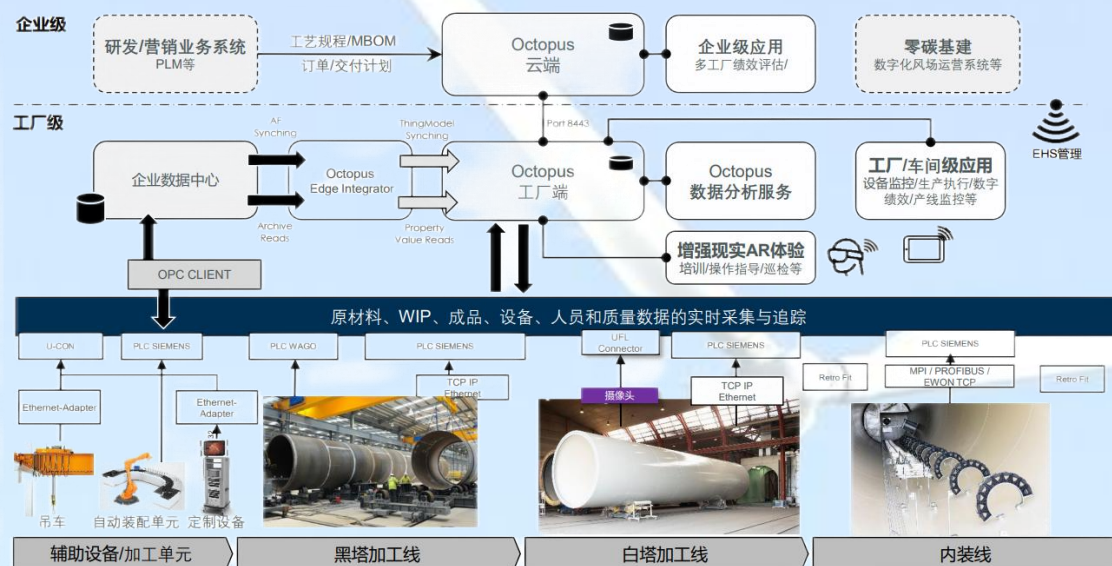 企业级
研发/营销业务系统
PLM等
工艺规程/MBOM
订单/交付计划
Octopus
云端
企业级应用
多工厂绩效评估/
零碳基建
数字化风场运营系统等
工厂级
AF
Synching
ThingModel
Synching
Port 8443
EHS管理
企业数据中心
Octopus
Edge Integrator
Octopus
工厂端
Octopus
数据分析服务
工厂/车间级应用
设备监控/生产执行/数字
绩效/产线监控等
Archive
Reads
Property
Value Reads
增强现实AR体验
培训/操作指导/巡检等
OPC CLIENT
原材料、WIP、成品、设备、人员和质量数据的实时采集与追踪
U-CON
PLC SIEMENS
PLC WAGO
PLC SIEMENS
UFL
Connector
PLC SIEMENS
PLC SIEMENS
Ethernet-Adapter
Ethernet-
Adapter
TCP IP
Ethernet
摄像头
TCP IP
Ethernet
Retro Fit
MPI / PROFIBUS /
EWON TCP
Retro Fit
吊车
自动装配单元
定制设备
辅助设备/加工单元
黑塔加工线
白塔加工线
内装线